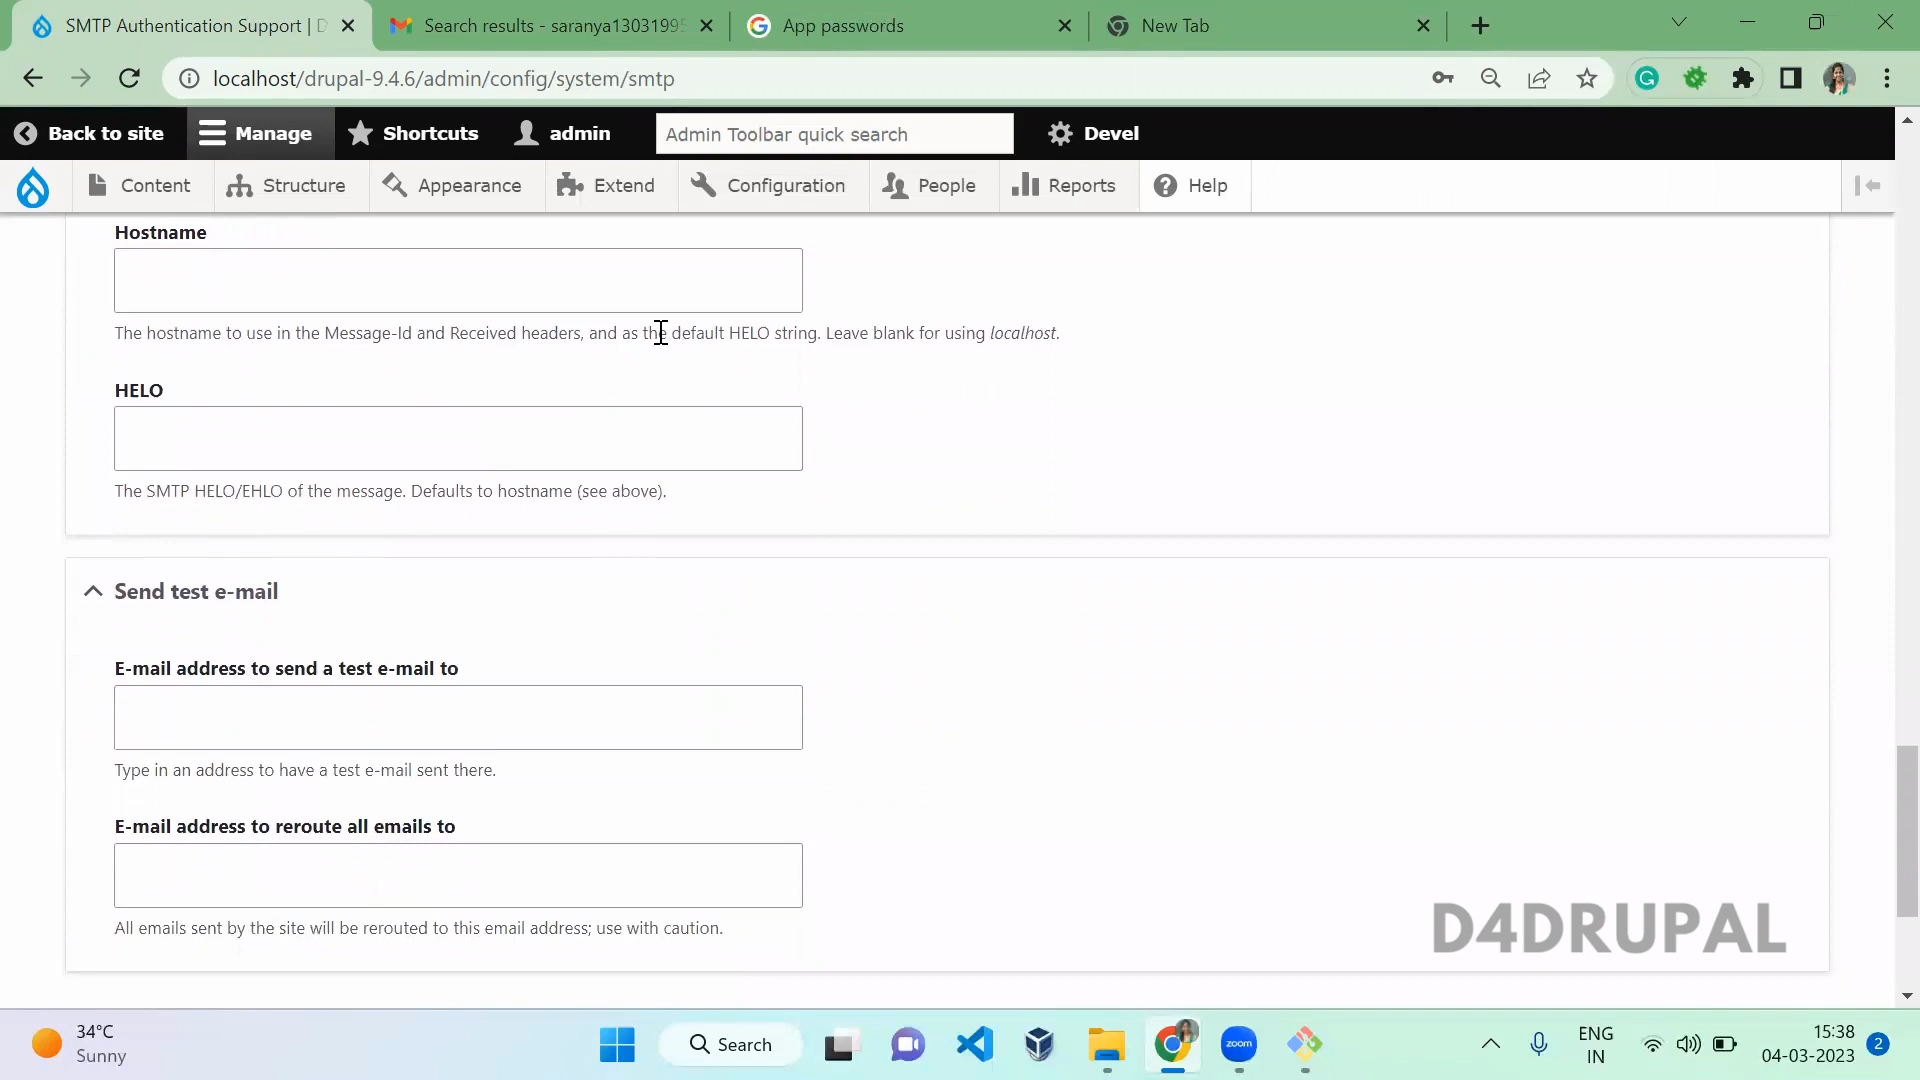 SMTP Authentication Support | D
Search results - saranya13031995
App passwords
New Tab
localhost/drupal-9.4.6/admin/config/system/smtp
Back to site
Manage
Shortcuts
admin
Admin Toolbar quick search
Devel
Content
Structure
Appearance
Extend
Configuration
People
Reports
Help
Hostname
The hostname to use in the Message-Id and Received headers, and as the default HELO string. Leave blank for using localhost.
HELO
The SMTP HELO/EHLO of the message. Defaults to hostname (see above).
Send test e-mail
E-mail address to send a test e-mail to
Type in an address to have a test e-mail sent there.
E-mail address to reroute all emails to
All emails sent by the site will be rerouted to this email address; use with caution.
D4DRUPAL
34°C
Sunny
Search
zoom
ENG
IN
15:38
04-03-2023
2